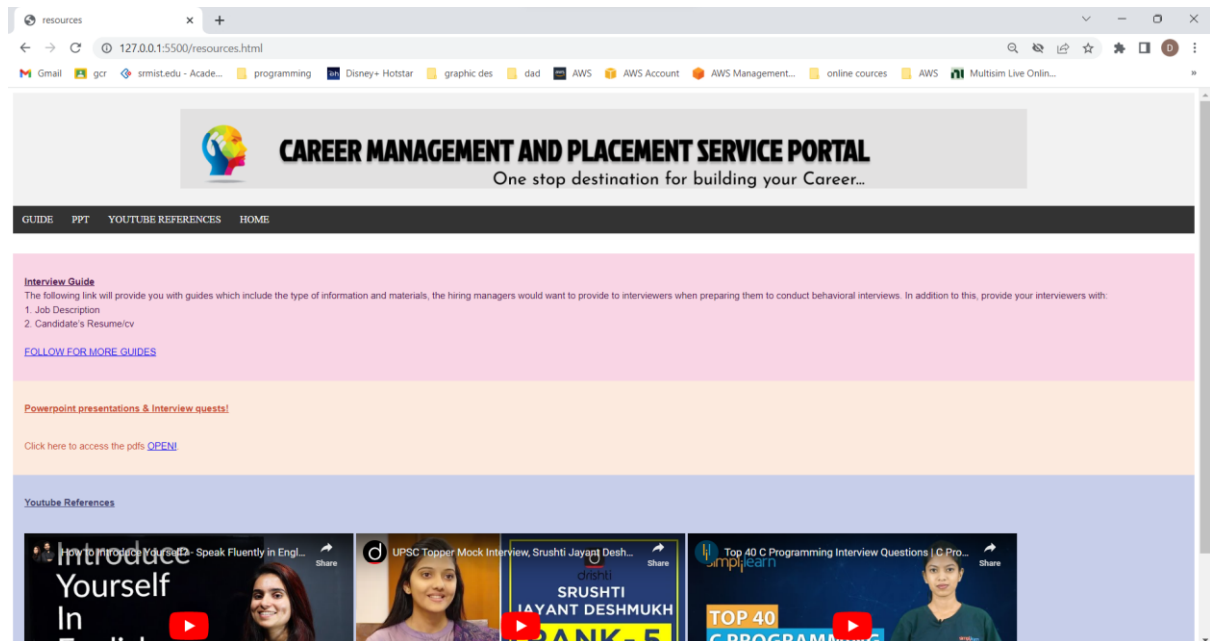 resources
127.0.0.1:5500/resources.html
Gmail gcr srmist.edu - Acade... programming Disney+ Hotstar graphic des dad AWS AWS Account AWS Management... online cources AWS Multisim Live Onlin...
CAREER MANAGEMENT AND PLACEMENT SERVICE PORTAL
One stop destination for building your Career...
GUIDE PPT YOUTUBE REFERENCES HOME
Interview Guide
The following link will provide you with guides which include the type of information and materials, the hiring managers would want to provide to interviewers when preparing them to conduct behavioral interviews. In addition to this, provide your interviewers with:
1. Job Description
2. Candidate's Resume/cv
FOLLOW FOR MORE GUIDES
Powerpoint presentations & Interview quests!
Click here to access the pdfs OPEN!
Youtube References
How To Introduce Yourself? - Speak Fluently in Engl...
Share
Introduce
Yourself
In
English
UPSC Topper Mock Interview, Srushti Jayant Desh...
Share
drishti
SRUSHTI
JAYANT DESHMUKH
RANK - 5
Top 40 C Programming Interview Questions | C Pro...
Share
simplilearn
TOP 40
C PROGRAMMING